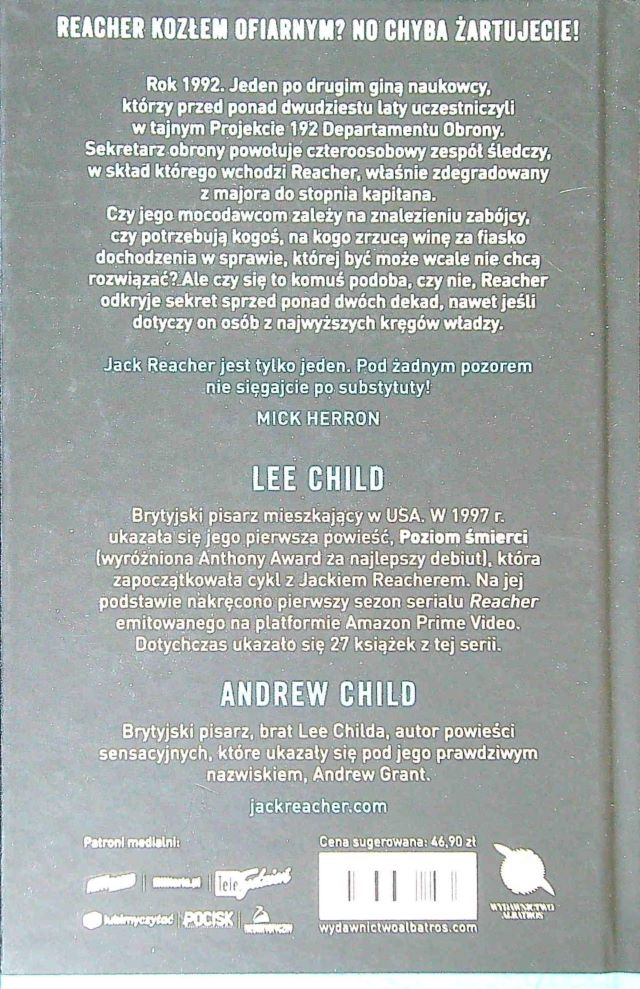 REACHER KOZŁEM OFIARNYM? NO CHYBA ŻARTUJECIE!
Rok 1992. Jeden po drugim giną naukowcy,
którzy przed ponad dwudziestu laty uczestniczyli
w tajnym Projekcie 192 Departamentu Obrony.
Sekretarz obrony powołuje czteroosobowy zespół śledczy,
w skład którego wchodzi Reacher, właśnie zdegradowany
z majora do stopnia kapitana.
Czy jego mocodawcom zależy na znalezieniu zabójcy,
czy potrzebują kogoś, na kogo zrzucą winę za fiasko
dochodzenia w sprawie, której być może wcale nie chcą
rozwiązać? Ale czy się to komuś podoba, czy nie, Reacher
odkryje sekret sprzed ponad dwóch dekad, nawet jeśli
dotyczy on osób z najwyższych kręgów władzy.
Jack Reacher jest tylko jeden. Pod żadnym pozorem
nie sięgajcie po substytuty!
MICK HERRON
LEE CHILD
Brytyjski pisarz mieszkający w USA. W 1997 r.
ukazała się jego pierwsza powieść, Poziom śmierci
(wyróżniona Anthony Award za najlepszy debiut), która
zapoczątkowała cykl z Jackiem Reacherem. Na jej
podstawie nakręcono pierwszy sezon serialu Reacher
emitowanego na platformie Amazon Prime Video.
Dotychczas ukazało się 27 książek z tej serii.
ANDREW CHILD
Brytyjski pisarz, brat Lee Childa, autor powieści
sensacyjnych, które ukazały się pod jego prawdziwym
nazwiskiem, Andrew Grant.
jackreacher.com
Patroni medialni:
Cena sugerowana: 46,90 zł
Tele Tydzień
lubimyczytać POCISK
WYDAWNICTWO
ALBATROS
wydawnictwoalbatros.com